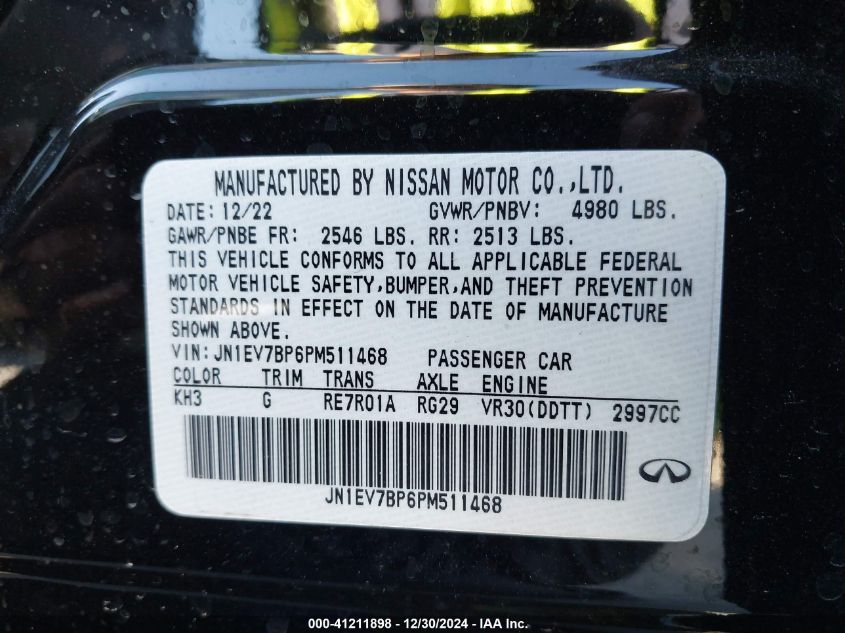 MANUFACTURED BY NISSAN MOTOR CO.,LTD.
DATE: 12/22 GVWR/PNBV: 4980 LBS.
GAWR/PNBE FR: 2546 LBS. RR: 2513 LBS.
THIS VEHICLE CONFORMS TO ALL APPLICABLE FEDERAL
MOTOR VEHICLE SAFETY,BUMPER,AND THEFT PREVENTION
STANDARDS IN EFFECT ON THE DATE OF MANUFACTURE
SHOWN ABOVE.
VIN:JN1EV7BP6PM511468 PASSENGER CAR
COLOR TRIM TRANS AXLE ENGINE
KH3 G RE7R01A RG29 VR30(DDTT) 2997CC
JN1EV7BP6PM511468
000-41211898 - 12/30/2024 - IAA Inc.